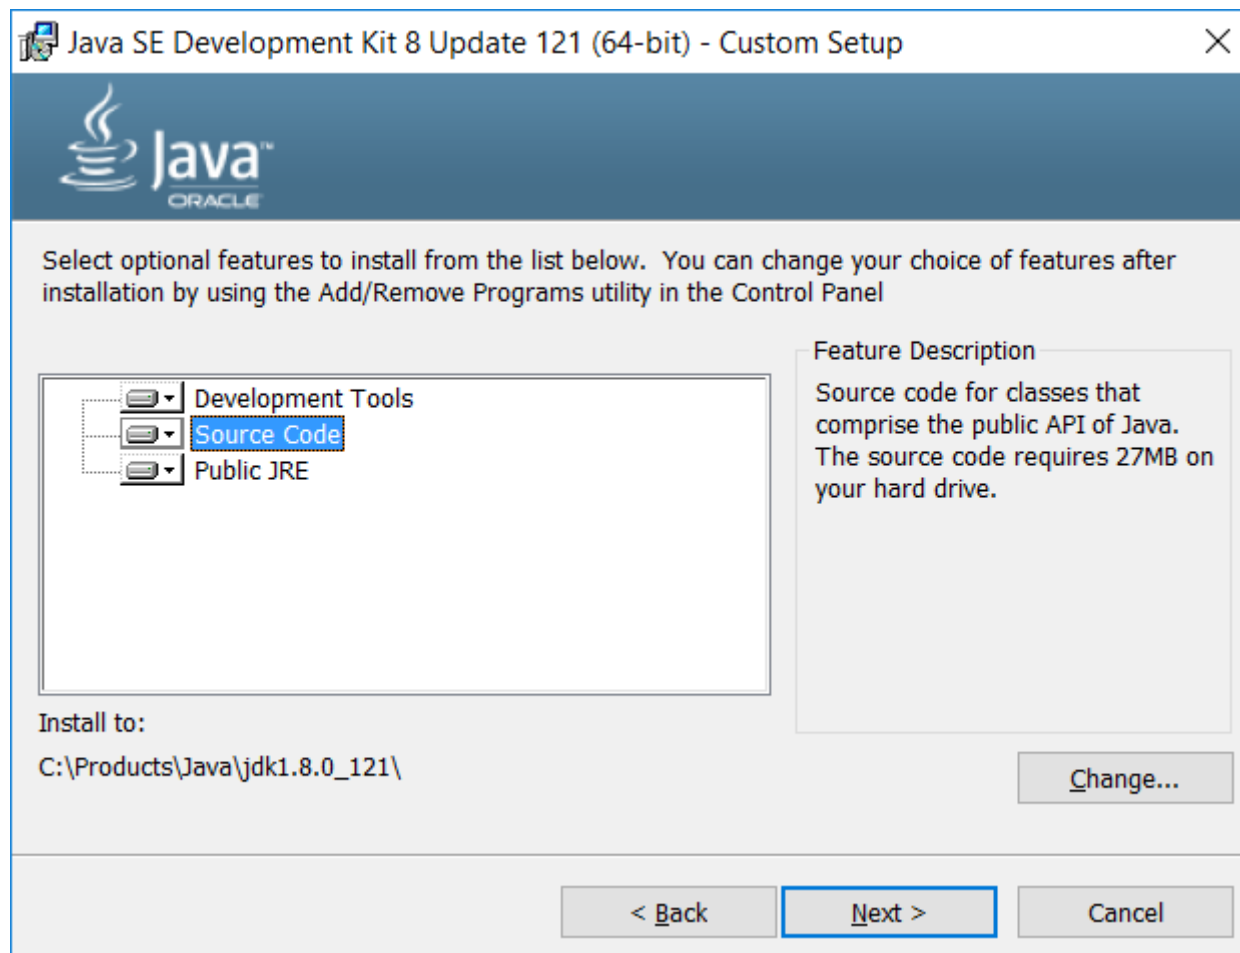 Java SE Development Kit 8 Update 121 (64-bit) - Custom Setup
Java™
ORACLE
Select optional features to install from the list below.  You can change your choice of features after
installation by using the Add/Remove Programs utility in the Control Panel
Development Tools
Source Code
Public JRE
Feature Description
Source code for classes that
comprise the public API of Java.
The source code requires 27MB on
your hard drive.
Install to:
C:\Products\Java\jdk1.8.0_121\
Change...
< Back
Next >
Cancel